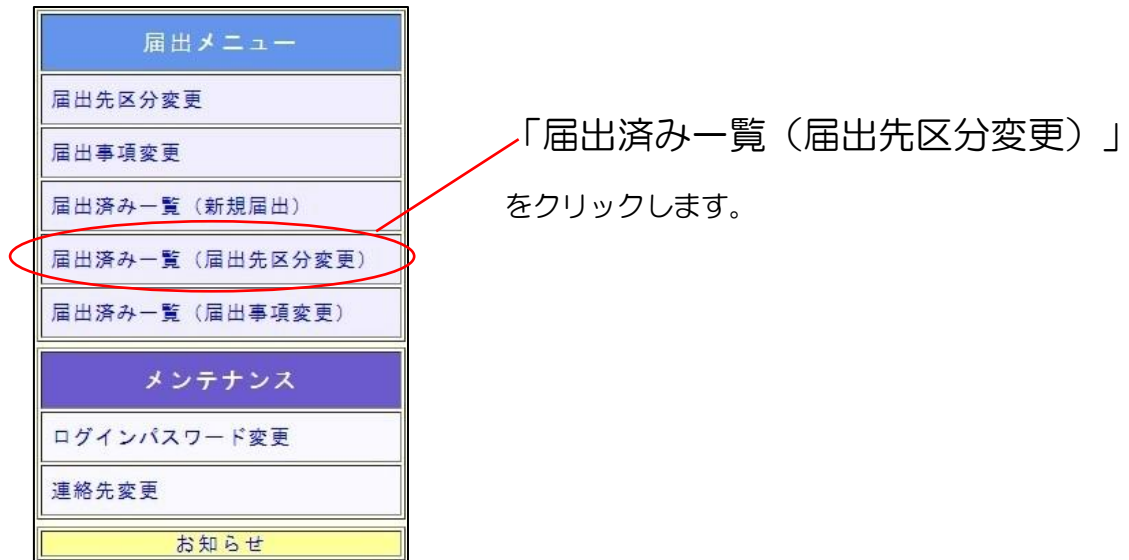 届出メニュー
届出先区分変更
届出事項変更
届出済み一覧（新規届出）
届出済み一覧（届出先区分変更）
届出済み一覧（届出事項変更）
メンテナンス
ログインパスワード変更
連絡先変更
お知らせ
「届出済み一覧（届出先区分変更）」
をクリックします。